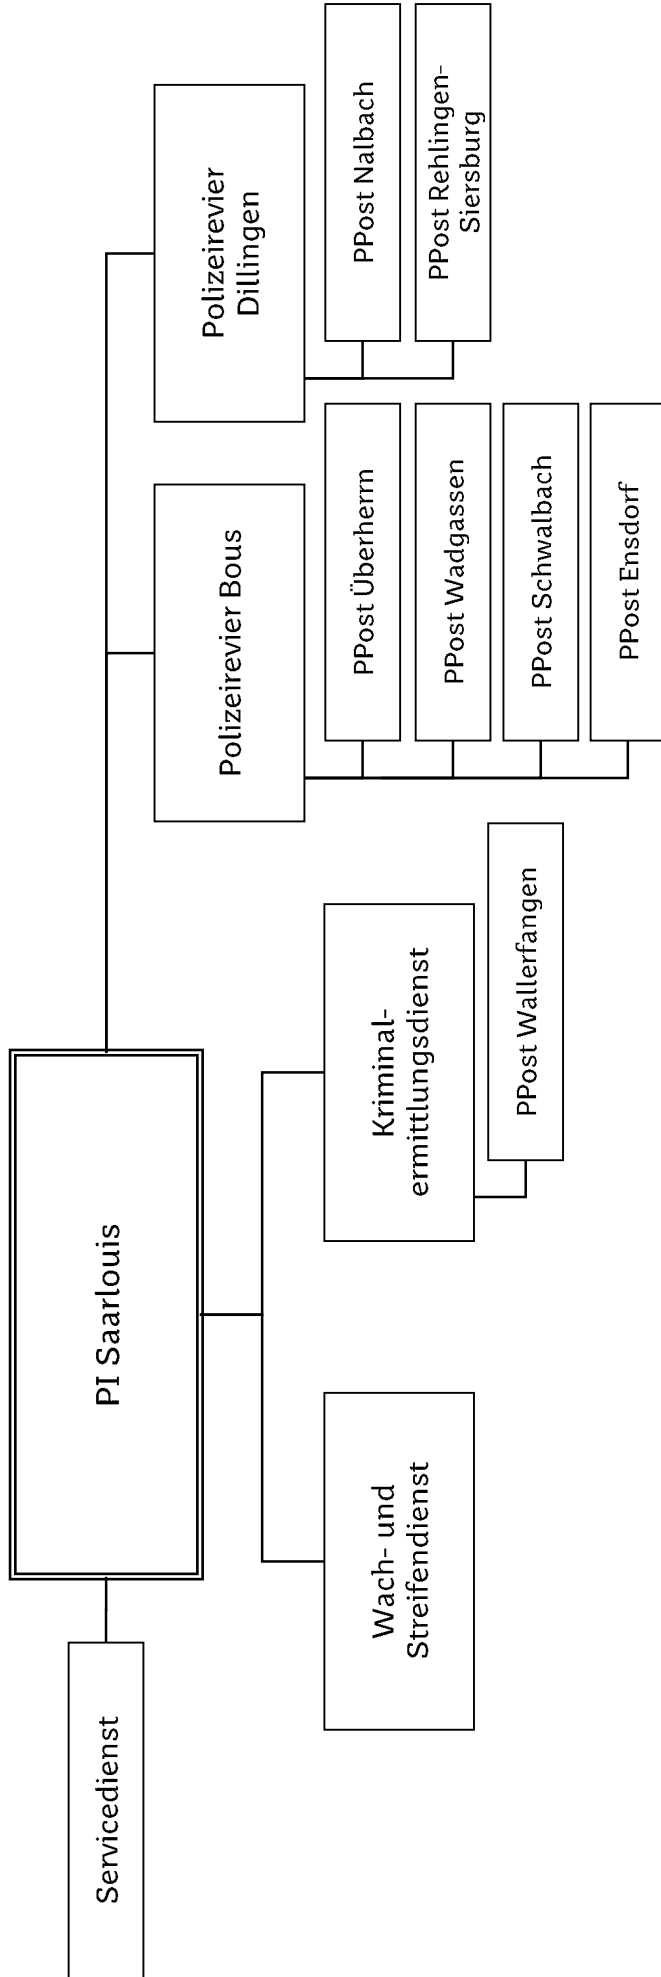 Servicedienst
PI Saarlouis
Wach- und
Streifendienst
Kriminal-
ermittlungsdienst
PPost Wallerfangen
Polizeirevier Bous
PPost Überherrn
PPost Wadgassen
PPost Schwalbach
PPost Ensdorf
Polizeirevier
Dillingen
PPost Nalbach
PPost Rehlingen-
Siersburg